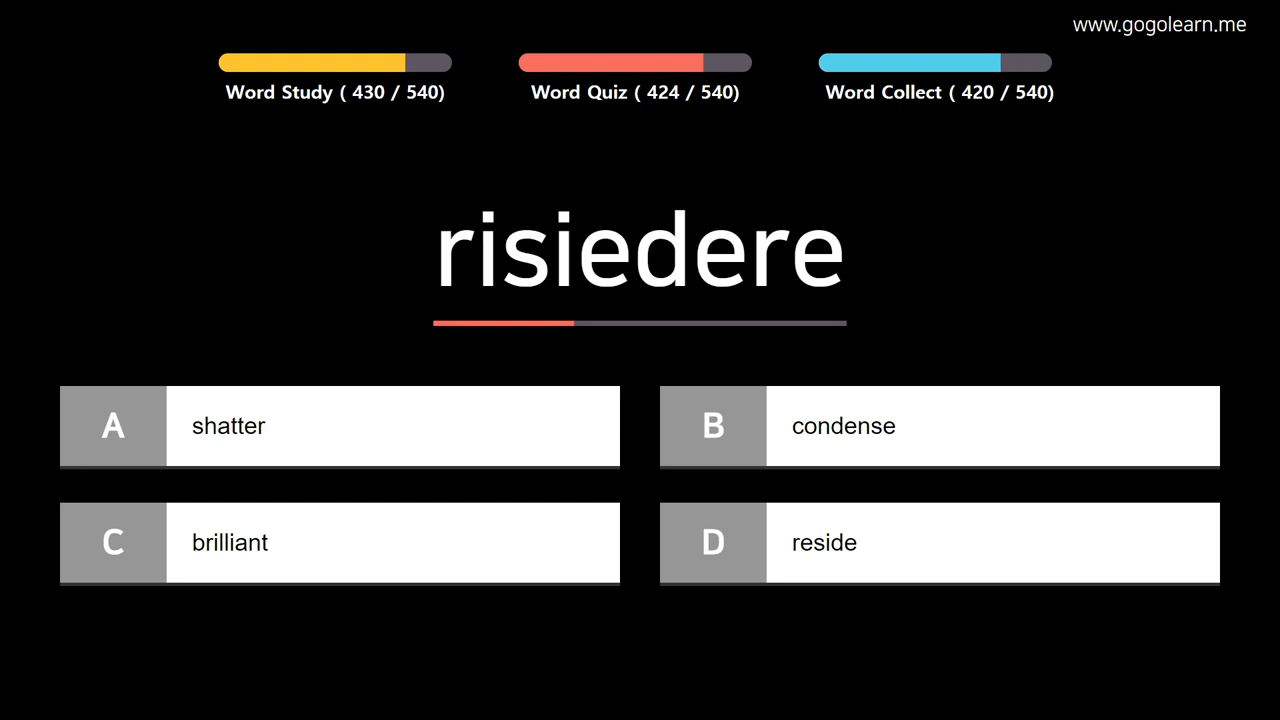 www.gogolearn.me
Word Study ( 430 / 540)
Word Quiz ( 424 / 540)
Word Collect ( 420 / 540)
risiedere
A shatter
B condense
C brilliant
D reside